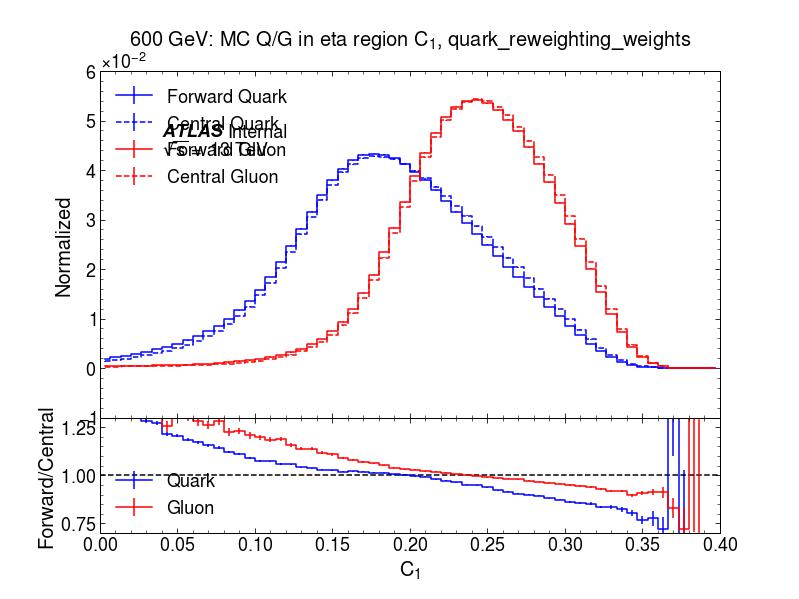 600 GeV: MC Q/G in eta region C₁, quark_reweighting_weights
×10⁻²
6
5
4
3
2
1
0
−1
Normalized
Forward Quark
Central Quark
ATLAS Internal
√s = 13 TeV
Forward Gluon
Central Gluon
1.25
1.00
0.75
Forward/Central
Quark
Gluon
0.00 0.05 0.10 0.15 0.20 0.25 0.30 0.35 0.40
C₁